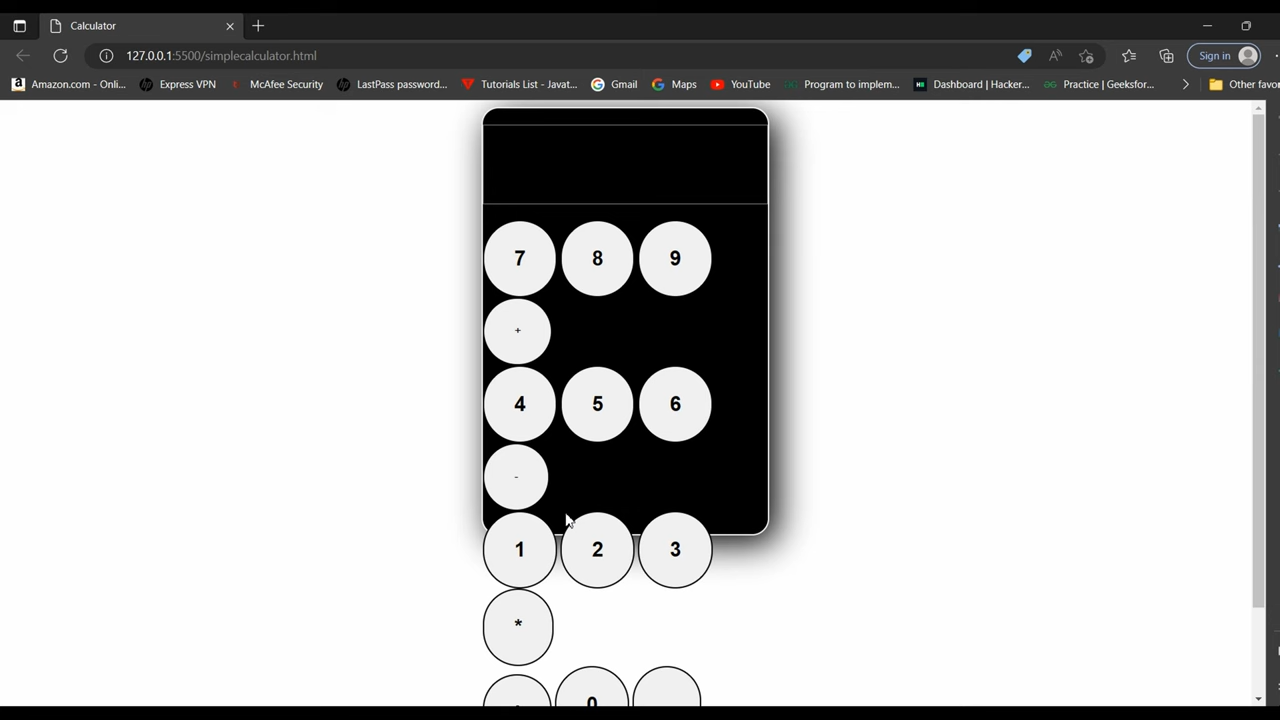 Calculator
127.0.0.1:5500/simplecalculator.html
Sign in
Amazon.com - Onli... Express VPN McAfee Security LastPass password... Tutorials List - Javat... Gmail Maps YouTube Program to implem... Dashboard | Hacker... Practice | Geeksfor... Other favor
7 8 9
+
4 5 6
-
1 2 3
*
0